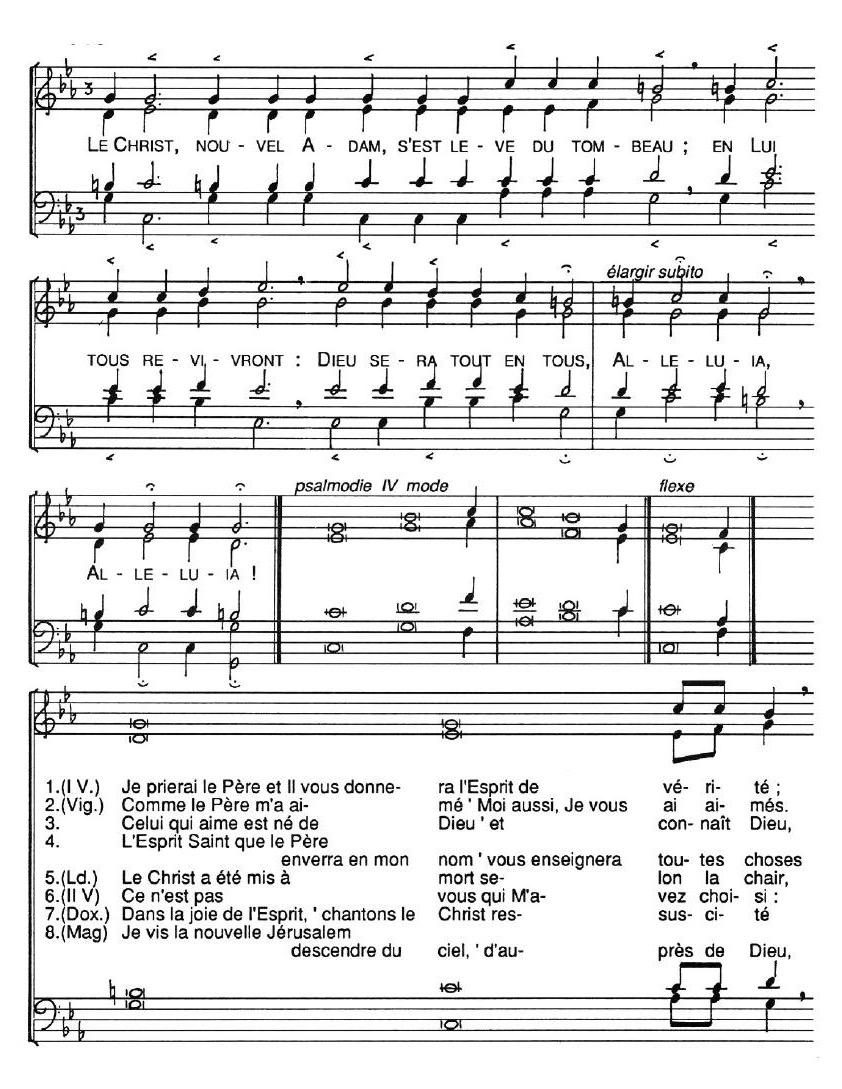 LE CHRIST, NOU - VEL A - DAM, S'EST LE - VE DU TOM - BEAU ; EN LUI
élargir subito
TOUS RE - VI - VRONT : DIEU SE - RA TOUT EN TOUS, AL - LE - LU - IA,
psalmodie IV mode flexe
AL - LE - LU - IA !
1.(I V.) Je prierai le Père et Il vous donne- ra l'Esprit de vé- ri- té ;
2.(Vig.) Comme le Père m'a ai- mé ' Moi aussi, Je vous ai ai- més.
3. Celui qui aime est né de Dieu ' et con- naît Dieu,
4. L'Esprit Saint que le Père
enverra en mon nom ' vous enseignera tou- tes choses
5.(Ld.) Le Christ a été mis à mort se- lon la chair,
6.(II V) Ce n'est pas vous qui M'a- vez choi- si :
7.(Dox.) Dans la joie de l'Esprit, ' chantons le Christ res- sus- ci- té
8.(Mag) Je vis la nouvelle Jérusalem
descendre du ciel, ' d'au- près de Dieu,